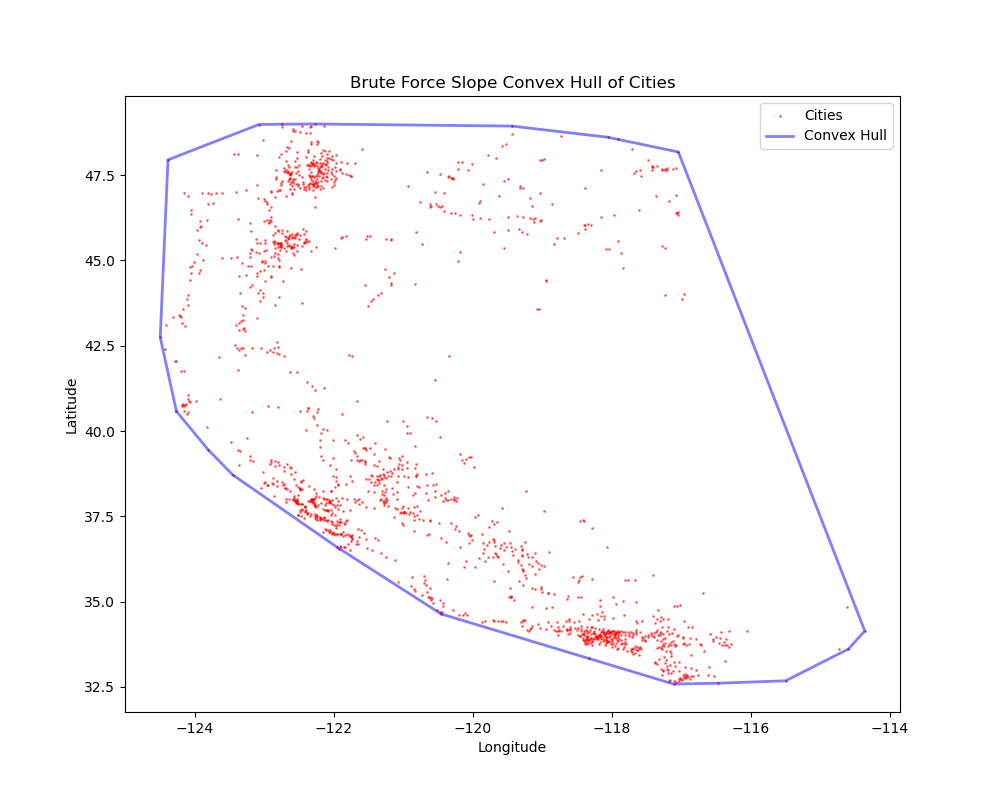 Brute Force Slope Convex Hull of Cities
Cities
Convex Hull
Latitude
47.5
45.0
42.5
40.0
37.5
35.0
32.5
−124
−122
−120
−118
−116
−114
Longitude